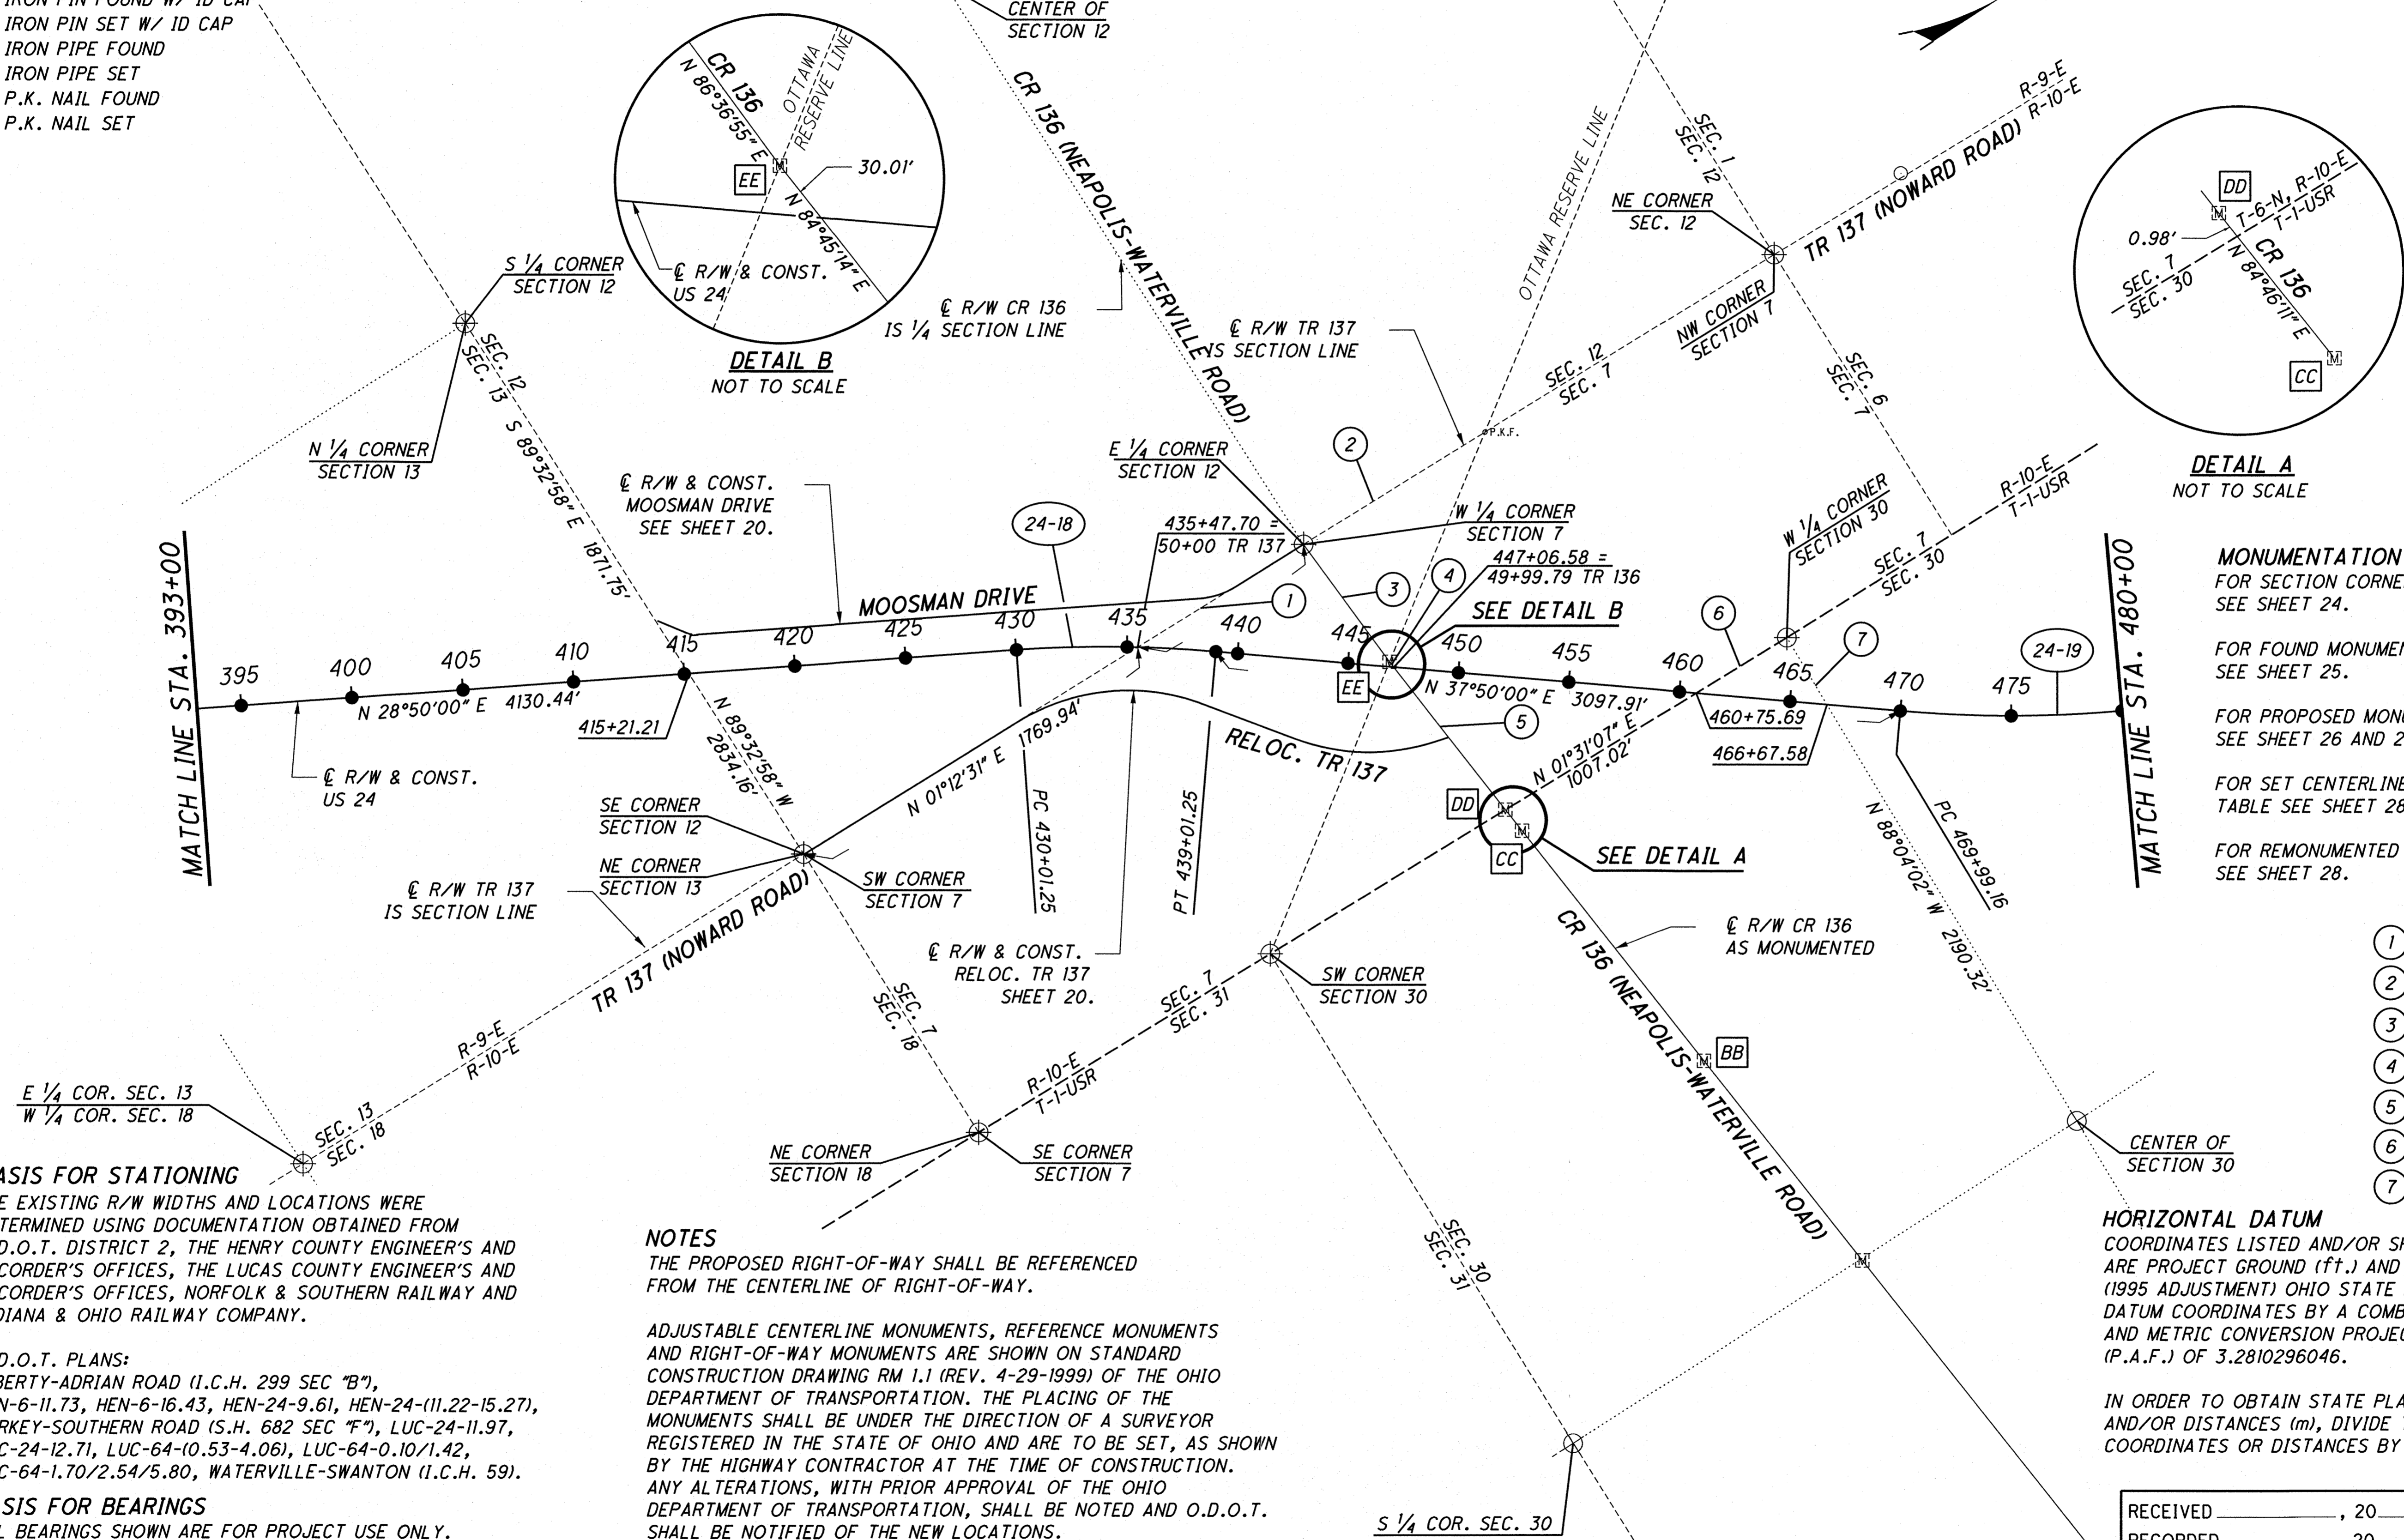 IRON PIN SET W/ ID CAP
IRON PIPE FOUND
IRON PIPE SET
P.K. NAIL FOUND
P.K. NAIL SET
CENTER OF
SECTION 12
CR 136
N 86°36'55" E
OTTAWA
RESERVE LINE
30.01'
EE
N 84°45'14" E
℄ R/W & CONST.
US 24
DETAIL B
NOT TO SCALE
CR 136 (NEAPOLIS-WATERVILLE ROAD)
℄ R/W CR 136
IS 1/4 SECTION LINE
℄ R/W TR 137
IS SECTION LINE
OTTAWA RESERVE LINE
SEC. 1
SEC. 12
NE CORNER
SEC. 12
R-9-E
R-10-E
TR 137 (NOWARD ROAD)
NW CORNER
SECTION 7
SEC. 12
SEC. 7
SEC. 6
SEC. 7
DD
T-6-N, R-10-E
T-1-USR
0.98'
SEC. 7
SEC. 30
CR 136
N 84°46'11" E
CC
DETAIL A
NOT TO SCALE
S 1/4 CORNER
SECTION 12
N 1/4 CORNER
SECTION 13
SEC. 12
SEC. 13
S 89°32'58" E 1871.75'
℄ R/W & CONST.
MOOSMAN DRIVE
SEE SHEET 20.
24-18
435+47.70 =
50+00 TR 137
E 1/4 CORNER
SECTION 12
2
P.K.F.
W 1/4 CORNER
SECTION 7
447+06.58 =
49+99.79 TR 136
3
4
1
SEE DETAIL B
W 1/4 CORNER
SECTION 30
R-10-E
T-1-USR
SEC. 7
SEC. 30
6
7
24-19
MATCH LINE STA. 393+00
MATCH LINE STA. 480+00
MOOSMAN DRIVE
395
400
405
410
415
420
425
430
435
440
445
450
455
460
465
470
475
N 28°50'00" E 4130.44'
415+21.21
℄ R/W & CONST.
US 24
EE
N 37°50'00" E 3097.91'
5
460+75.69
466+67.58
N 89°32'58" W
2834.16'
N 01°12'31" E 1769.94'
RELOC. TR 137
PC 430+01.25
PT 439+01.25
N 01°31'07" E
1007.02'
PC 469+99.16
N 88°04'02" W 2190.32'
DD
CC
SEE DETAIL A
SE CORNER
SECTION 12
NE CORNER
SECTION 13
SW CORNER
SECTION 7
℄ R/W TR 137
IS SECTION LINE
TR 137 (NOWARD ROAD)
℄ R/W & CONST.
RELOC. TR 137
SHEET 20.
SEC. 7
SEC. 18
SEC. 7
SEC. 31
SW CORNER
SECTION 30
℄ R/W CR 136
AS MONUMENTED
CR 136 (NEAPOLIS-WATERVILLE ROAD)
BB
R-9-E
R-10-E
R-10-E
T-1-USR
E 1/4 COR. SEC. 13
W 1/4 COR. SEC. 18
SEC. 13
SEC. 18
NE CORNER
SECTION 18
SE CORNER
SECTION 7
CENTER OF
SECTION 30
SEC. 30
SEC. 31
S 1/4 COR. SEC. 30
MONUMENTATION
FOR SECTION CORNE
SEE SHEET 24.
FOR FOUND MONUMEN
SEE SHEET 25.
FOR PROPOSED MONU
SEE SHEET 26 AND 2
FOR SET CENTERLINE
TABLE SEE SHEET 28
FOR REMONUMENTED
SEE SHEET 28.
1
2
3
4
5
6
7
ASIS FOR STATIONING
E EXISTING R/W WIDTHS AND LOCATIONS WERE
TERMINED USING DOCUMENTATION OBTAINED FROM
D.O.T. DISTRICT 2, THE HENRY COUNTY ENGINEER'S AND
CORDER'S OFFICES, THE LUCAS COUNTY ENGINEER'S AND
CORDER'S OFFICES, NORFOLK & SOUTHERN RAILWAY AND
DIANA & OHIO RAILWAY COMPANY.
D.O.T. PLANS:
BERTY-ADRIAN ROAD (I.C.H. 299 SEC "B"),
N-6-11.73, HEN-6-16.43, HEN-24-9.61, HEN-24-(11.22-15.27),
RKEY-SOUTHERN ROAD (S.H. 682 SEC "F"), LUC-24-11.97,
C-24-12.71, LUC-64-(0.53-4.06), LUC-64-0.10/1.42,
C-64-1.70/2.54/5.80, WATERVILLE-SWANTON (I.C.H. 59).
SIS FOR BEARINGS
L BEARINGS SHOWN ARE FOR PROJECT USE ONLY.
NOTES
THE PROPOSED RIGHT-OF-WAY SHALL BE REFERENCED
FROM THE CENTERLINE OF RIGHT-OF-WAY.
ADJUSTABLE CENTERLINE MONUMENTS, REFERENCE MONUMENTS
AND RIGHT-OF-WAY MONUMENTS ARE SHOWN ON STANDARD
CONSTRUCTION DRAWING RM 1.1 (REV. 4-29-1999) OF THE OHIO
DEPARTMENT OF TRANSPORTATION. THE PLACING OF THE
MONUMENTS SHALL BE UNDER THE DIRECTION OF A SURVEYOR
REGISTERED IN THE STATE OF OHIO AND ARE TO BE SET, AS SHOWN
BY THE HIGHWAY CONTRACTOR AT THE TIME OF CONSTRUCTION.
ANY ALTERATIONS, WITH PRIOR APPROVAL OF THE OHIO
DEPARTMENT OF TRANSPORTATION, SHALL BE NOTED AND O.D.O.T.
SHALL BE NOTIFIED OF THE NEW LOCATIONS.
HORIZONTAL DATUM
COORDINATES LISTED AND/OR SH
ARE PROJECT GROUND (ft.) AND
(1995 ADJUSTMENT) OHIO STATE
DATUM COORDINATES BY A COMB
AND METRIC CONVERSION PROJEC
(P.A.F.) OF 3.2810296046.
IN ORDER TO OBTAIN STATE PLA
AND/OR DISTANCES (m), DIVIDE
COORDINATES OR DISTANCES BY
RECEIVED , 20